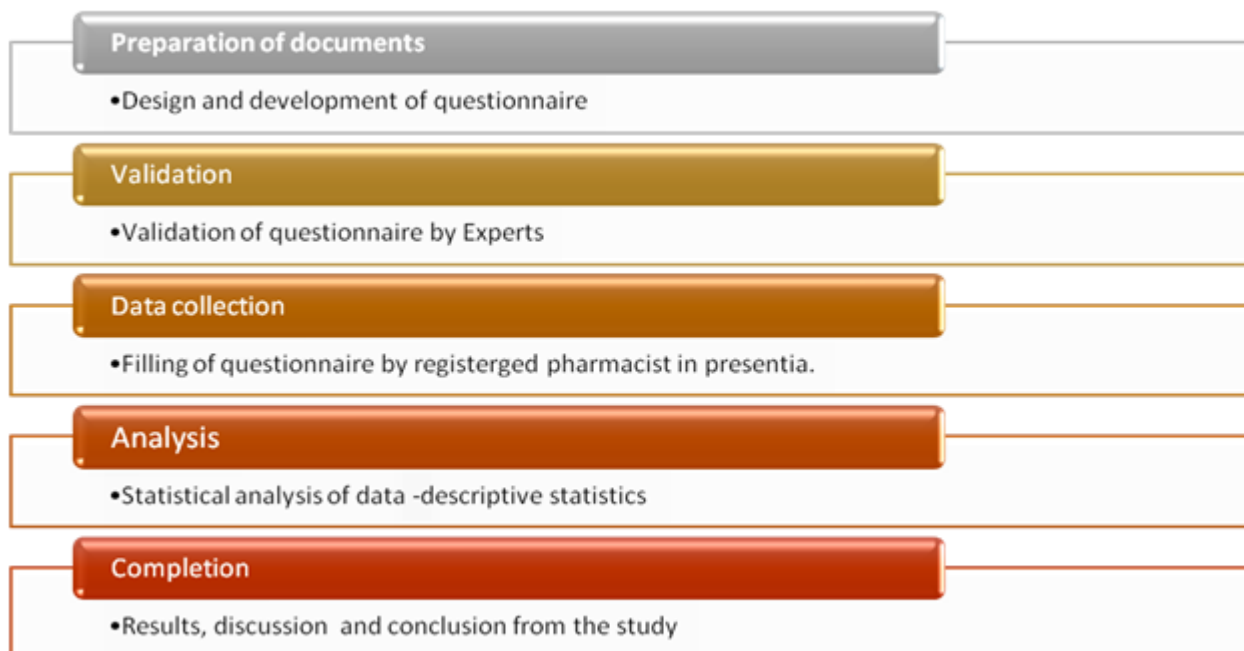 Preparation of documents
•Design and development of questionnaire
Validation
•Validation of questionnaire by Experts
Data collection
•Filling of questionnaire by registerged pharmacist in presentia.
Analysis
•Statistical analysis of data -descriptive statistics
Completion
•Results, discussion and conclusion from the study